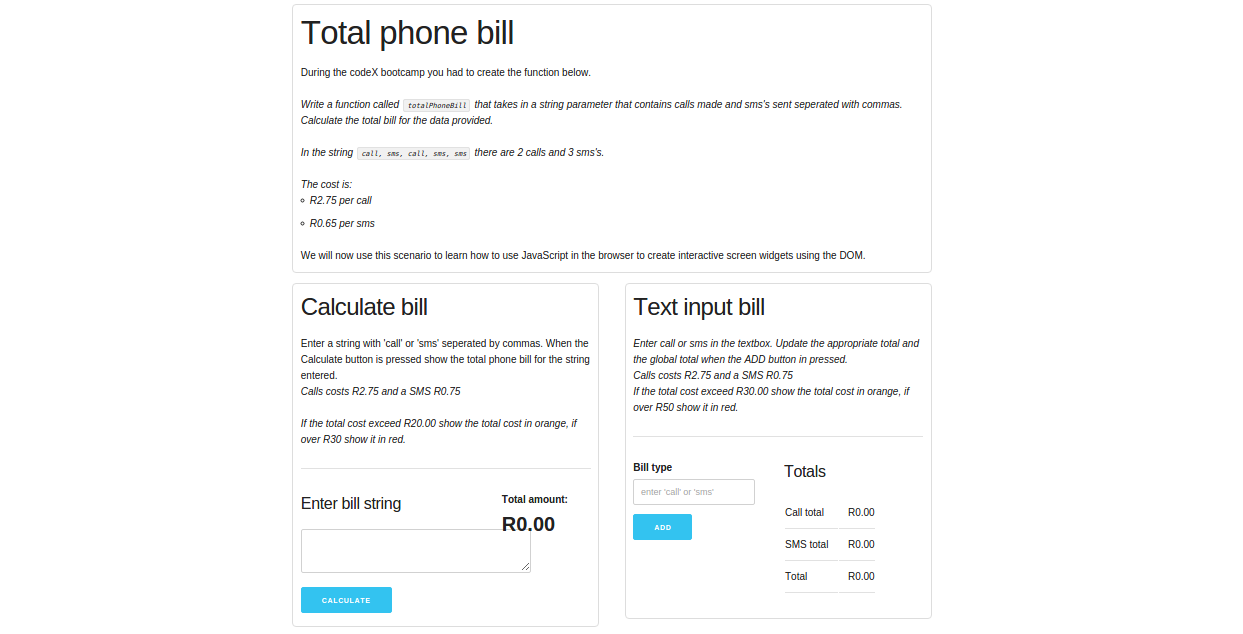 Total phone bill
During the codeX bootcamp you had to create the function below.
Write a function called totalPhoneBill that takes in a string parameter that contains calls made and sms's sent seperated with commas.
Calculate the total bill for the data provided.
In the string call, sms, call, sms, sms there are 2 calls and 3 sms's.
The cost is:
R2.75 per call
R0.65 per sms
We will now use this scenario to learn how to use JavaScript in the browser to create interactive screen widgets using the DOM.
Calculate bill
Enter a string with 'call' or 'sms' seperated by commas. When the
Calculate button is pressed show the total phone bill for the string
entered.
Calls costs R2.75 and a SMS R0.75
If the total cost exceed R20.00 show the total cost in orange, if
over R30 show it in red.
Enter bill string
Total amount:
R0.00
CALCULATE
Text input bill
Enter call or sms in the textbox. Update the appropriate total and
the global total when the ADD button in pressed.
Calls costs R2.75 and a SMS R0.75
If the total cost exceed R30.00 show the total cost in orange, if
over R50 show it in red.
Bill type
enter 'call' or 'sms'
ADD
Totals
Call total R0.00
SMS total R0.00
Total R0.00